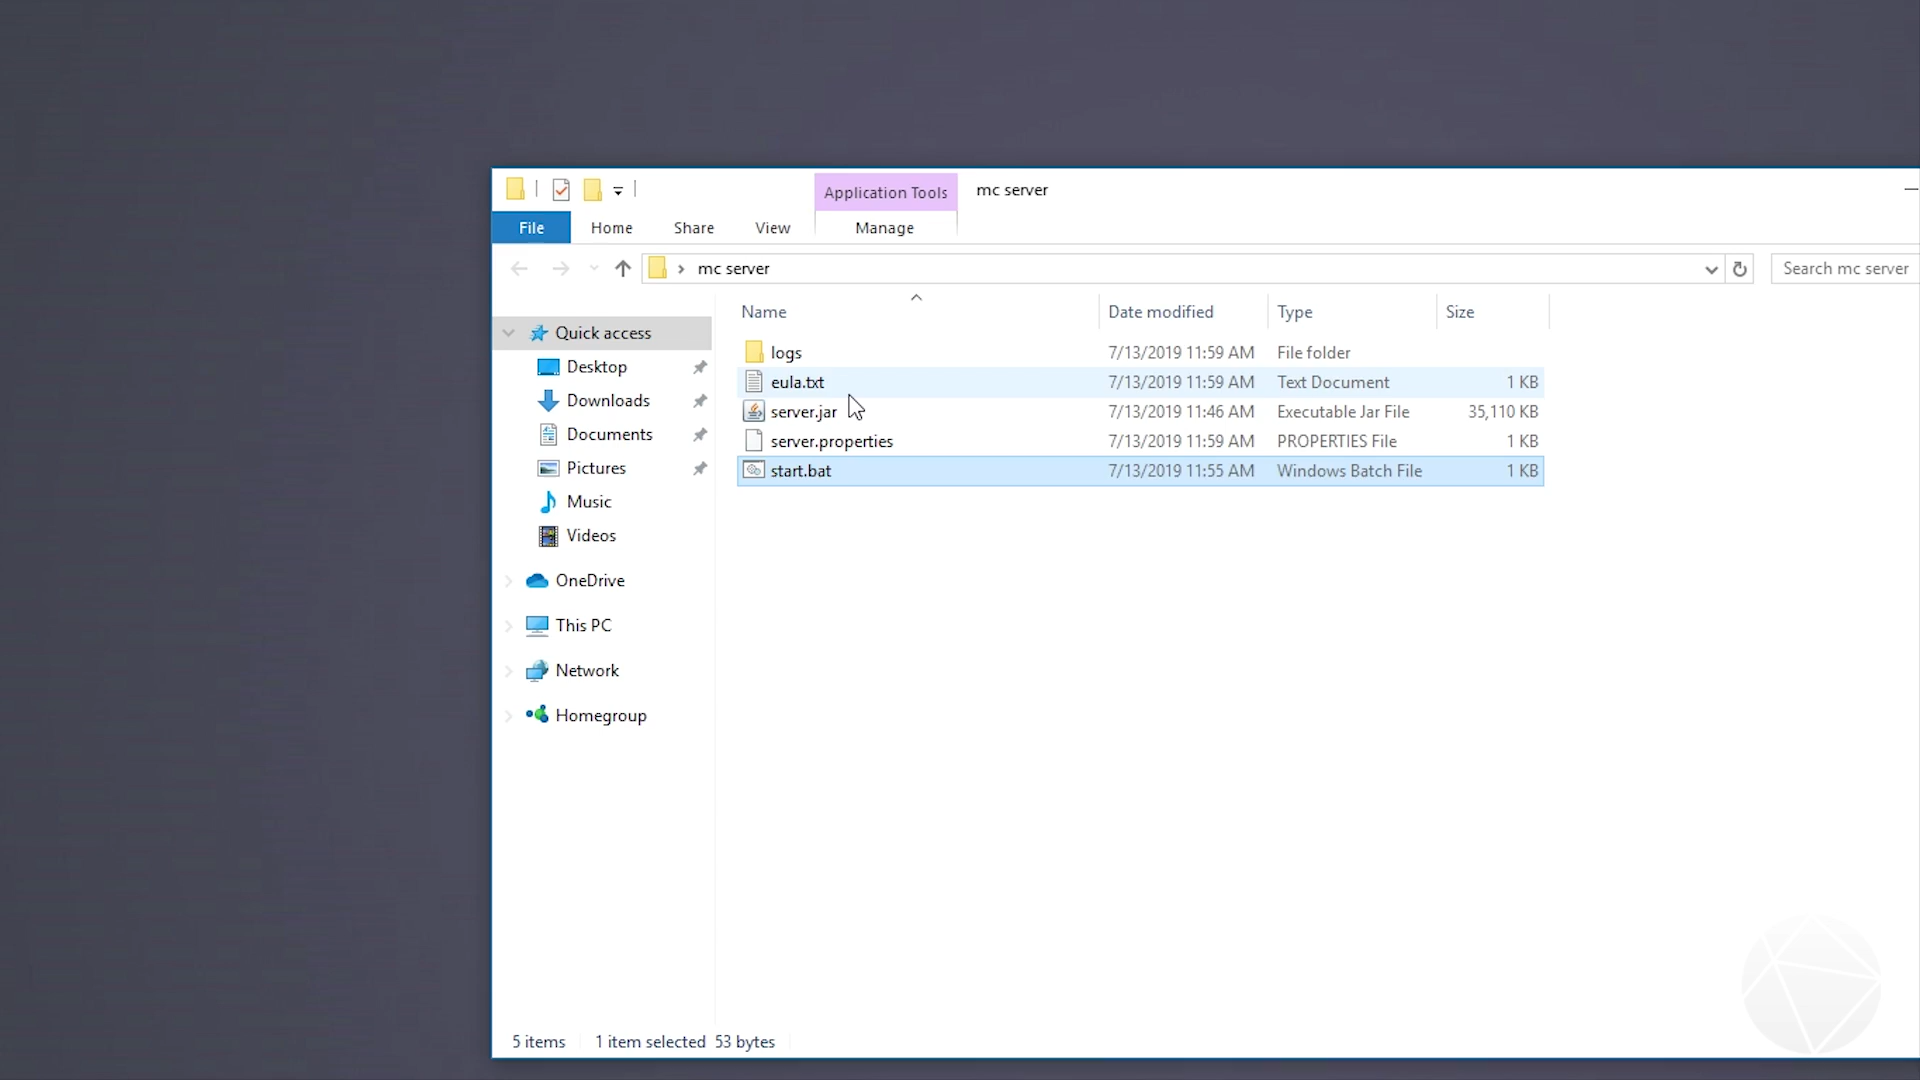 Application Tools mc server
File Home Share View Manage
mc server
Search mc server
Name Date modified Type Size
Quick access
Desktop
Downloads
Documents
Pictures
Music
Videos
OneDrive
This PC
Network
Homegroup
logs 7/13/2019 11:59 AM File folder
eula.txt 7/13/2019 11:59 AM Text Document 1 KB
server.jar 7/13/2019 11:46 AM Executable Jar File 35,110 KB
server.properties 7/13/2019 11:59 AM PROPERTIES File 1 KB
start.bat 7/13/2019 11:55 AM Windows Batch File 1 KB
5 items 1 item selected 53 bytes